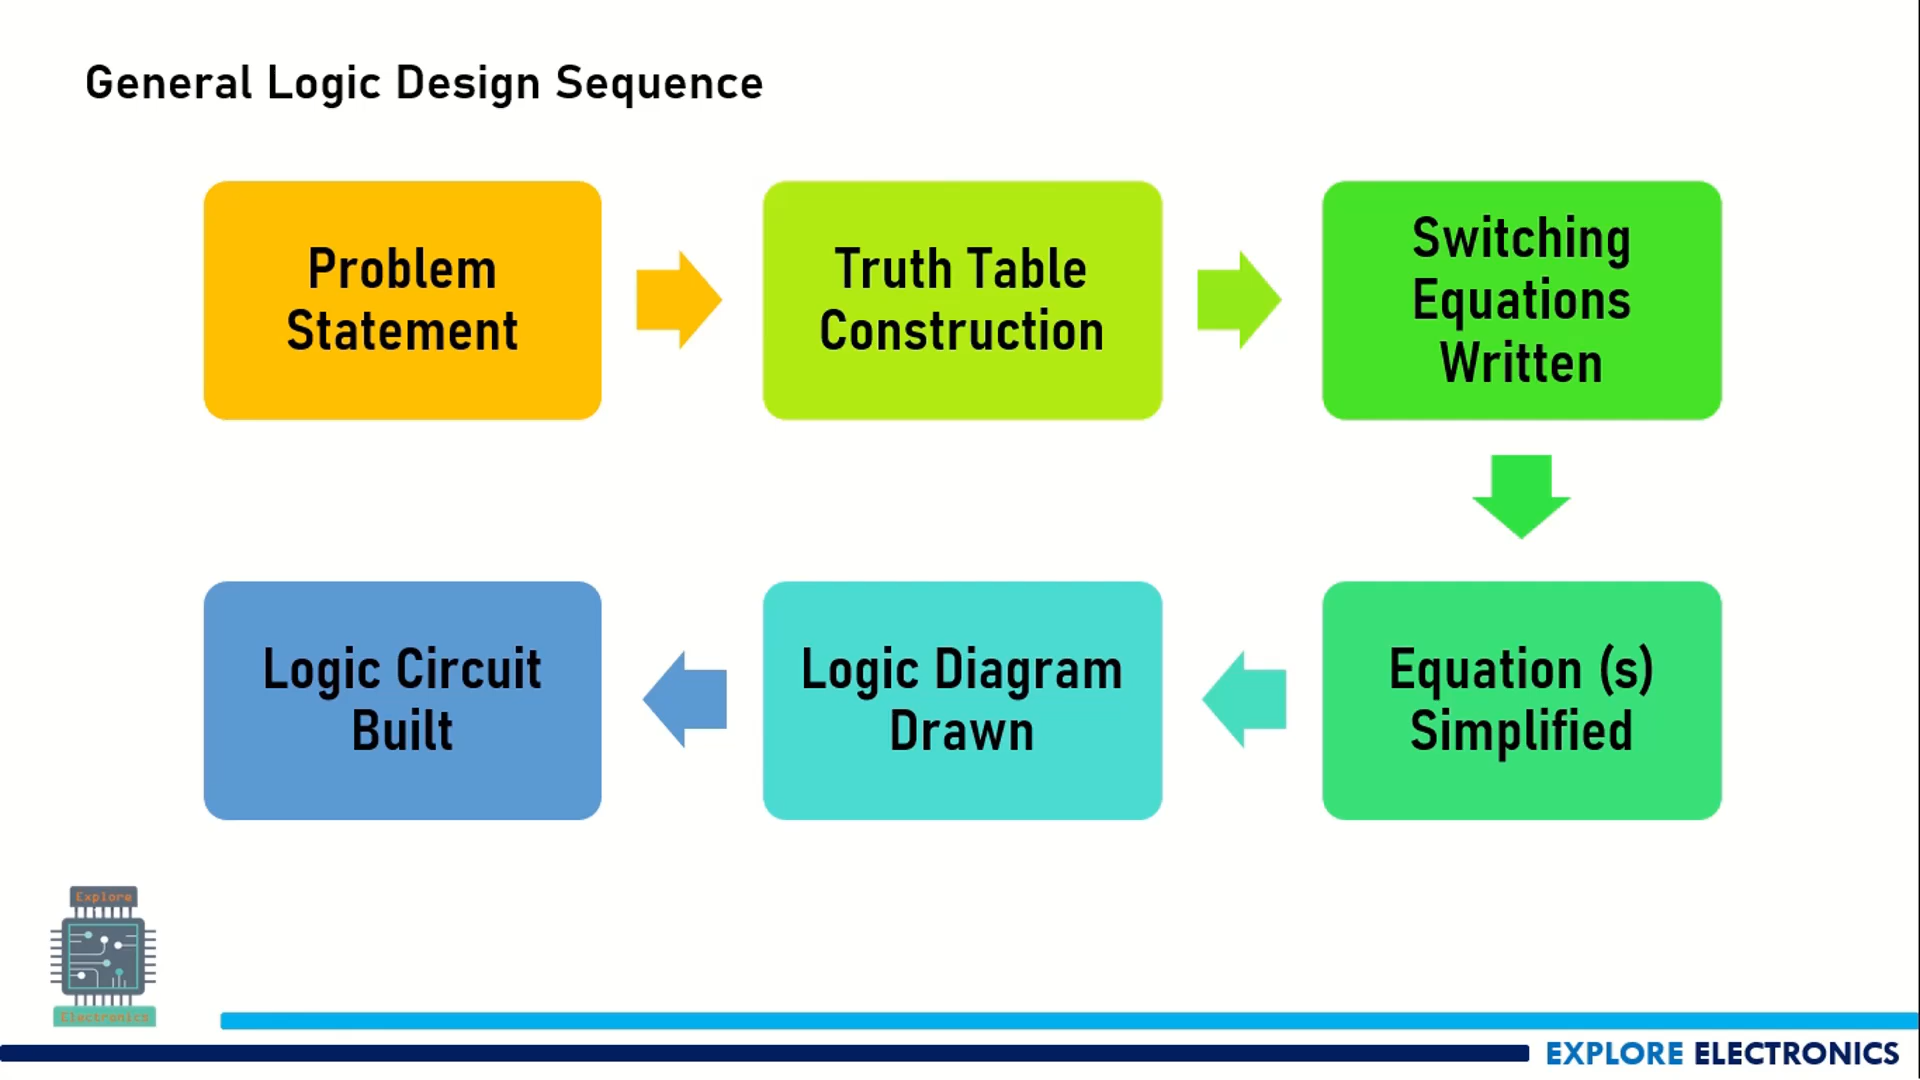 General Logic Design Sequence
Problem
Statement
Truth Table
Construction
Switching
Equations
Written
Equation (s)
Simplified
Logic Diagram
Drawn
Logic Circuit
Built
Explore
Electronics
EXPLORE ELECTRONICS